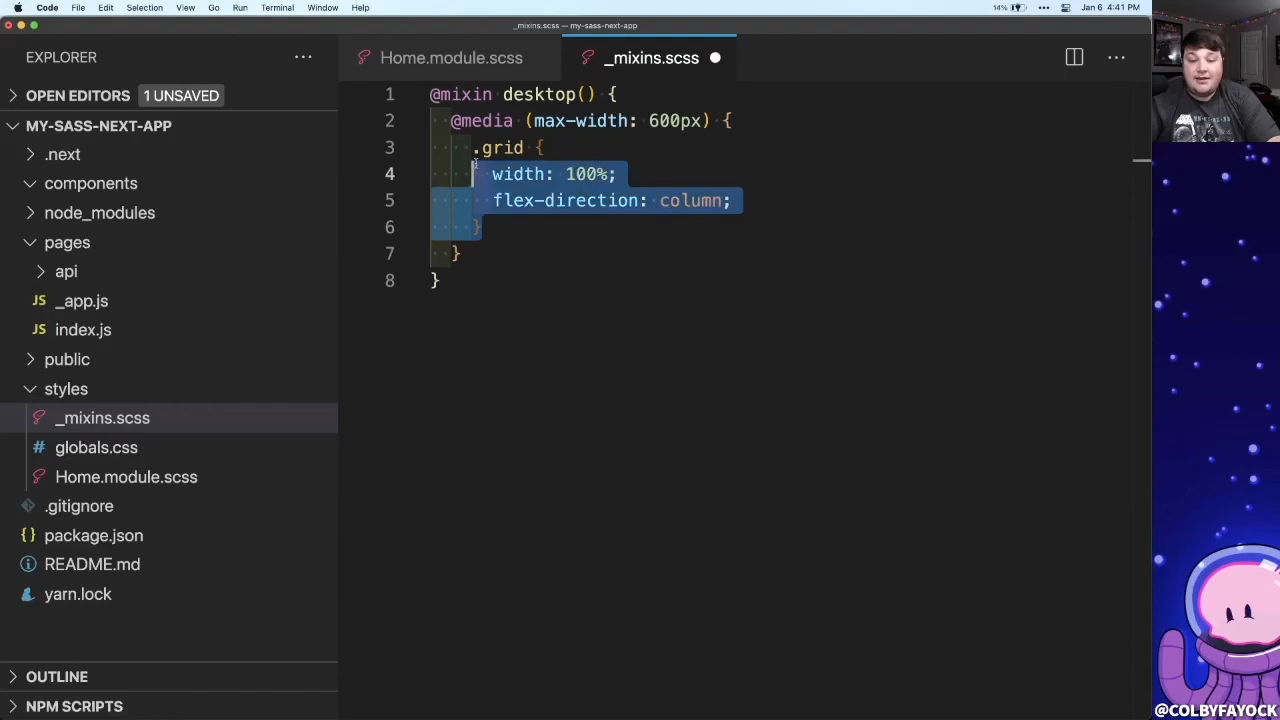 Code File Edit Selection View Go Run Terminal Window Help 14% Jan 6 4:41 PM
_mixins.scss — my-sass-next-app
EXPLORER
Home.module.scss
_mixins.scss
OPEN EDITORS 1 UNSAVED
MY-SASS-NEXT-APP
.next
components
node_modules
pages
api
JS _app.js
JS index.js
public
styles
_mixins.scss
# globals.css
Home.module.scss
.gitignore
{} package.json
README.md
yarn.lock
OUTLINE
NPM SCRIPTS
1 @mixin desktop() {
2 @media (max-width: 600px) {
3 .grid {
4 width: 100%;
5 flex-direction: column;
6 }
7 }
8 }
@COLBYFAYOCK